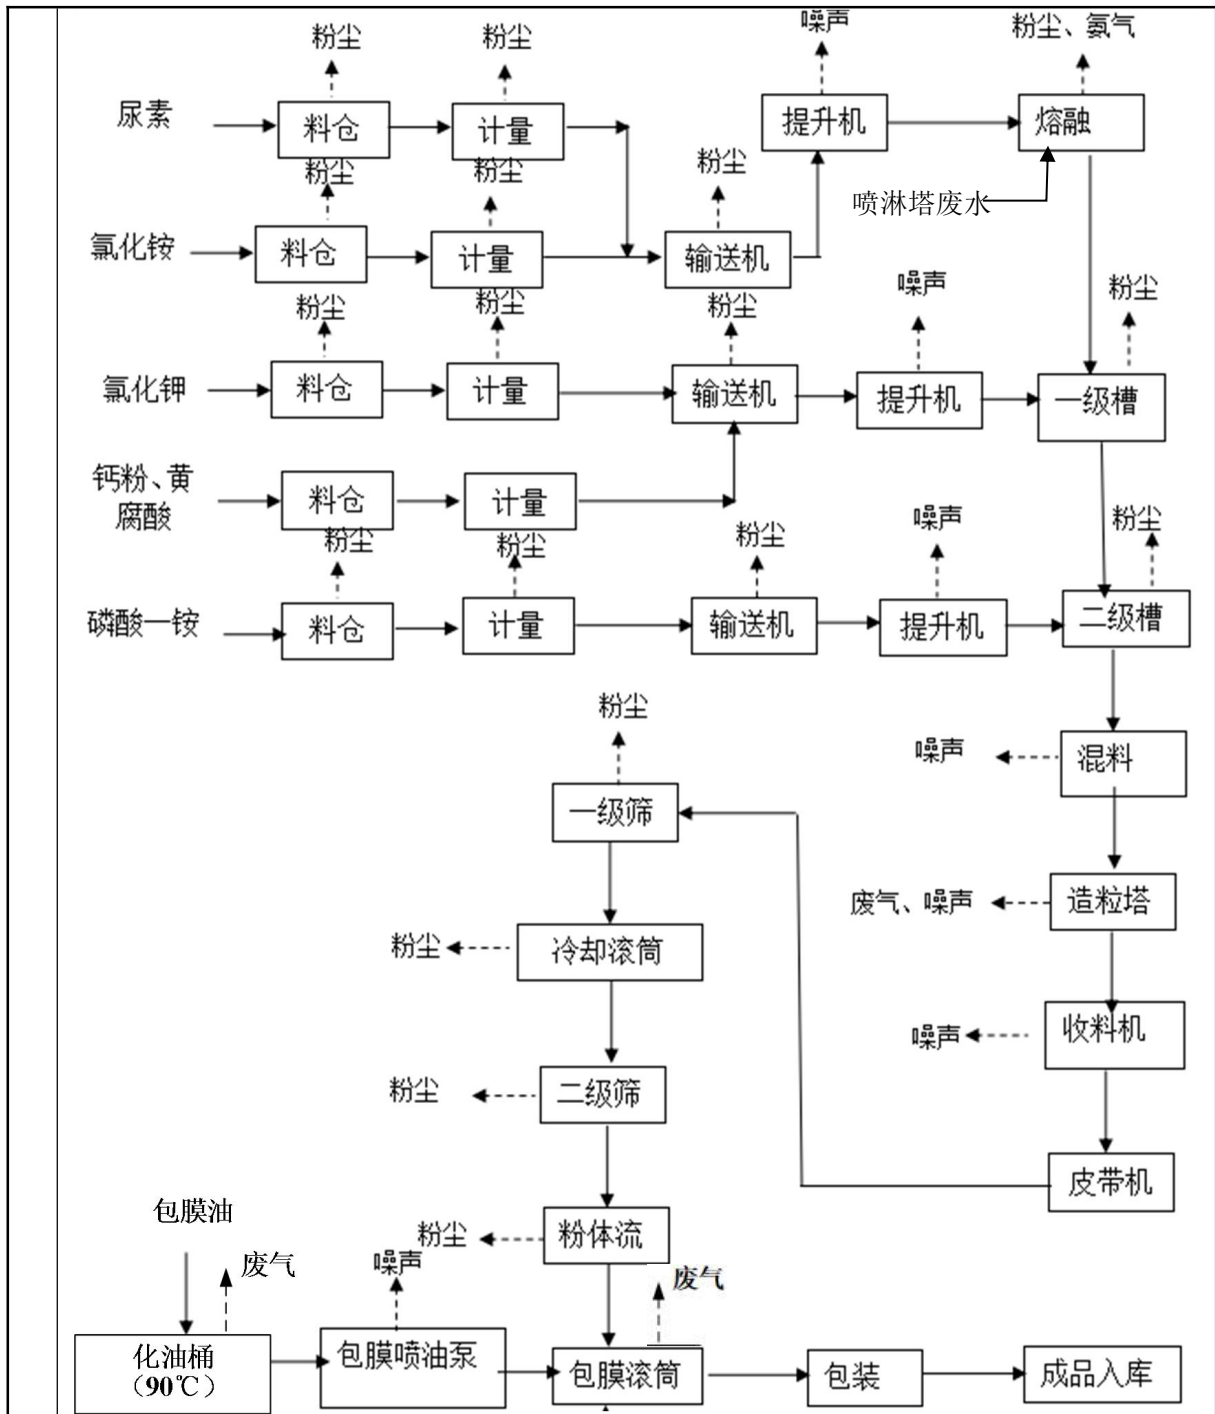 粉尘
粉尘
噪声
粉尘、氨气
尿素
料仓
计量
提升机
熔融
粉尘
粉尘
粉尘
喷淋塔废水
氯化铵
料仓
计量
输送机
粉尘
粉尘
粉尘
噪声
粉尘
氯化钾
料仓
计量
输送机
提升机
一级槽
钙粉、黄
腐酸
料仓
计量
粉尘
粉尘
粉尘
噪声
粉尘
磷酸一铵
料仓
计量
输送机
提升机
二级槽
粉尘
噪声
混料
一级筛
废气、噪声
造粒塔
粉尘
冷却滚筒
噪声
收料机
粉尘
二级筛
皮带机
包膜油
粉尘
粉体流
废气
噪声
废气
化油桶
（90℃）
包膜喷油泵
包膜滚筒
包装
成品入库